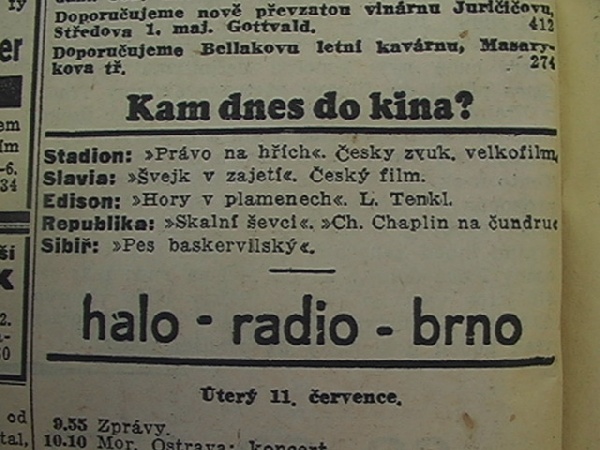 Doporučujeme nově převzatou vinárnu Juričičovu,
Středova 1. maj. Gottvald. 412
Doporučujeme Bellakovu letní kavárnu, Masary-
kova tř. 274
Kam dnes do kina?
Stadion: »Právo na hřích«. Česky zvuk. velkofilm,
Slavia: »Švejk v zajetí«. Český film.
Edison: »Hory v plamenech«. L. Tenkl.
Republika: »Skalní ševci«. »Ch. Chaplin na čundru«
Sibiř: »Pes baskervilský«.
halo - radio - brno
Úterý 11. července.
9.55 Zprávy.
10.10 Mor. Ostrava: koncert